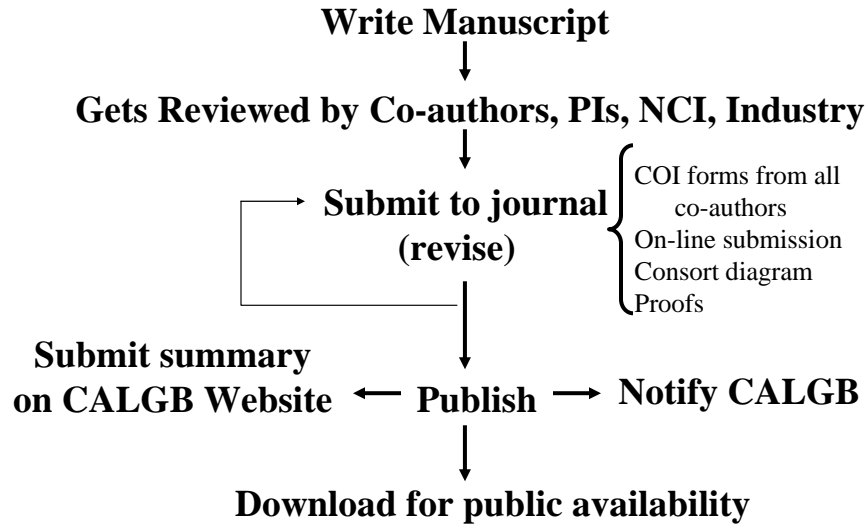 Write Manuscript
Gets Reviewed by Co-authors, PIs, NCI, Industry
Submit to journal
(revise)
COI forms from all
co-authors
On-line submission
Consort diagram
Proofs
Submit summary
on CALGB Website
Publish
Notify CALGB
Download for public availability